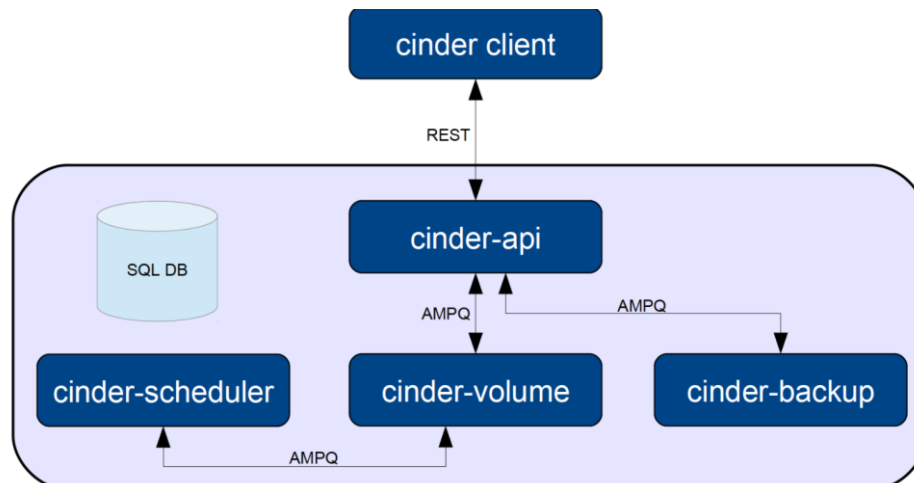 cinder client
REST
cinder-api
SQL DB
AMPQ
AMPQ
cinder-scheduler
cinder-volume
cinder-backup
AMPQ